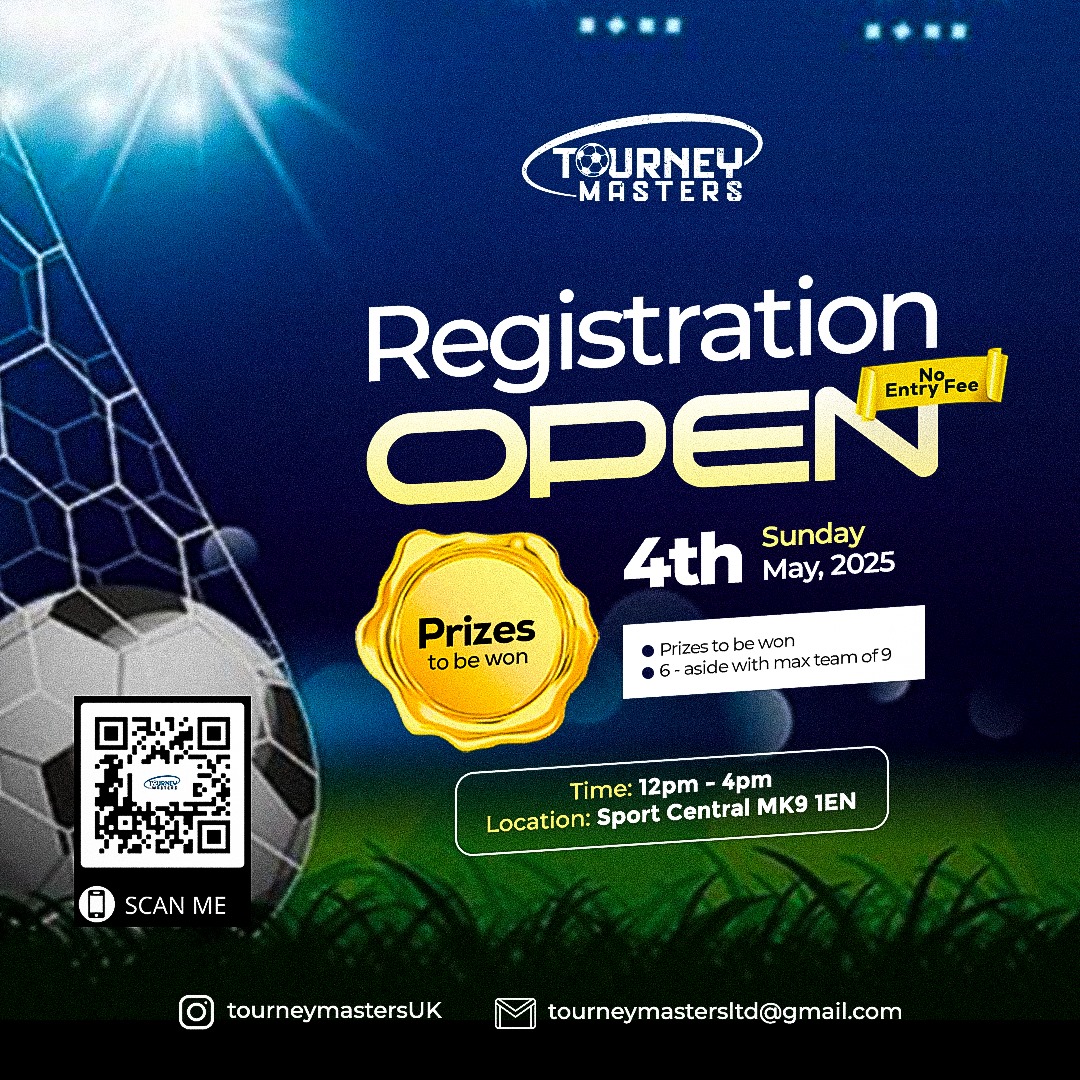 TOURNEY
MASTERS
Registration
OPEN
No
Entry Fee
4th
Sunday
May, 2025
Prizes
to be won
● Prizes to be won
● 6 - aside with max team of 9
Time: 12pm - 4pm
Location: Sport Central MK9 1EN
TOURNEY
MASTERS
SCAN ME
tourneymastersUK
tourneymastersltd@gmail.com